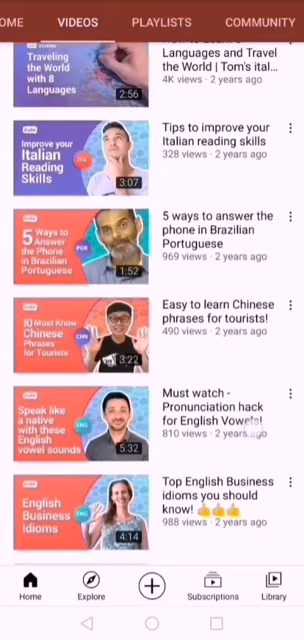 OME VIDEOS PLAYLISTS COMMUNITY
Traveling
the World
with 8
Languages
2:56
Languages and Travel
the World | Tom's ital...
4K views · 2 years ago
italki
Improve your
Italian
Reading
Skills
ITA
3:07
Tips to improve your
Italian reading skills
328 views · 2 years ago
italki
5 Ways to
Answer
the Phone
in Brazilian
Portuguese
POR
1:52
5 ways to answer the
phone in Brazilian
Portuguese
969 views · 2 years ago
italki
10 Must Know
Chinese
Phrases
for Tourists
CHN
3:22
Easy to learn Chinese
phrases for tourists!
490 views · 2 years ago
italki
Speak like
a native
with these
English
vowel sounds
ENG
5:32
Must watch -
Pronunciation hack
for English Vowels!
810 views · 2 years ago
italki
English
Business
Idioms
ENG
4:14
Top English Business
idioms you should
know! 👍👍👍
988 views · 2 years ago
Home Explore Subscriptions Library